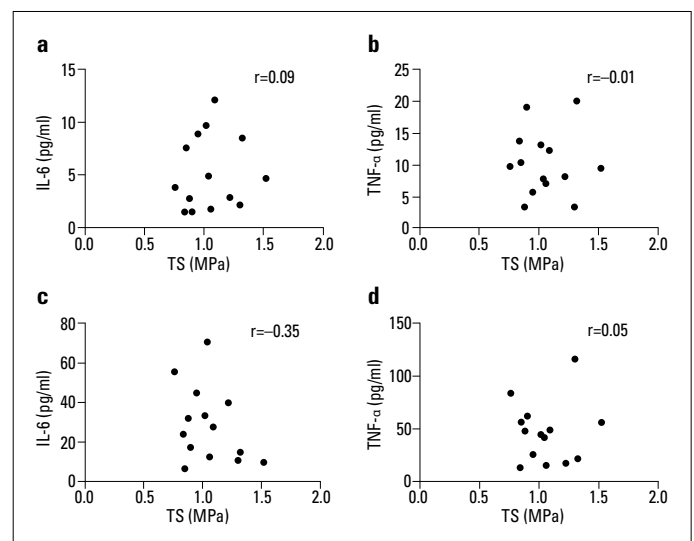 a
r=0.09
IL-6 (pg/ml)
15
10
5
0
0.0 0.5 1.0 1.5 2.0
TS (MPa)
b
r=−0.01
TNF-α (pg/ml)
25
20
15
10
5
0
0.0 0.5 1.0 1.5 2.0
TS (MPa)
c
r=−0.35
IL-6 (pg/ml)
80
60
40
20
0
0.0 0.5 1.0 1.5 2.0
TS (MPa)
d
r=0.05
TNF-α (pg/ml)
150
100
50
0
0.0 0.5 1.0 1.5 2.0
TS (MPa)